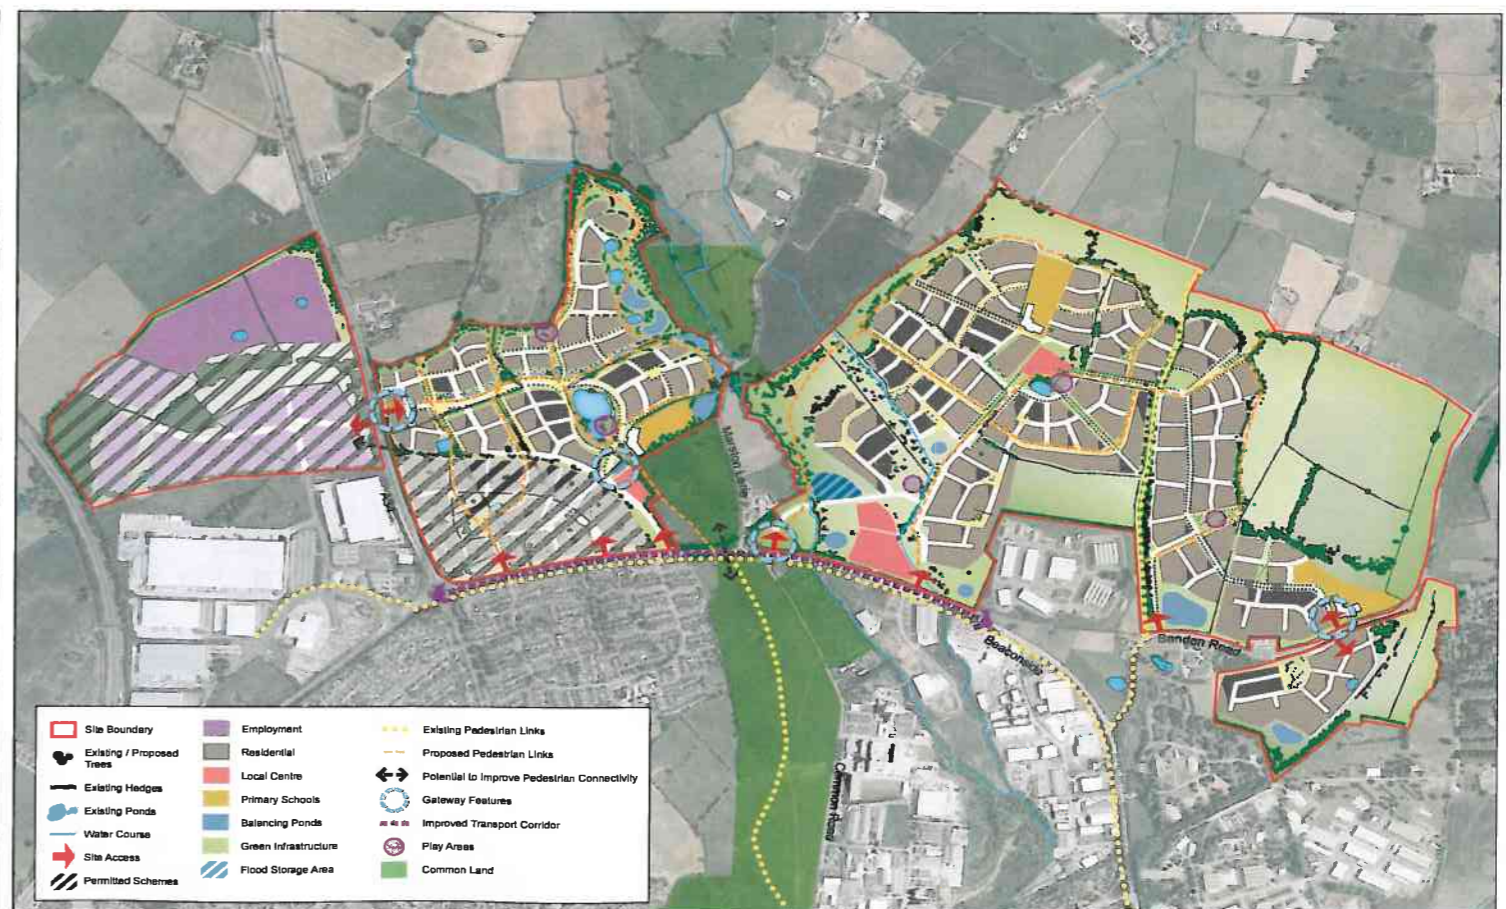 A34
Marston Lane
Beaconside
Sandon Road
Common Road
Site Boundary
Existing / Proposed
Trees
Existing Hedges
Existing Ponds
Water Course
Site Access
Permitted Schemes
Employment
Residential
Local Centre
Primary Schools
Balancing Ponds
Green Infrastructure
Flood Storage Area
Existing Pedestrian Links
Proposed Pedestrian Links
Potential to Improve Pedestrian Connectivity
Gateway Features
Improved Transport Corridor
Play Areas
Common Land